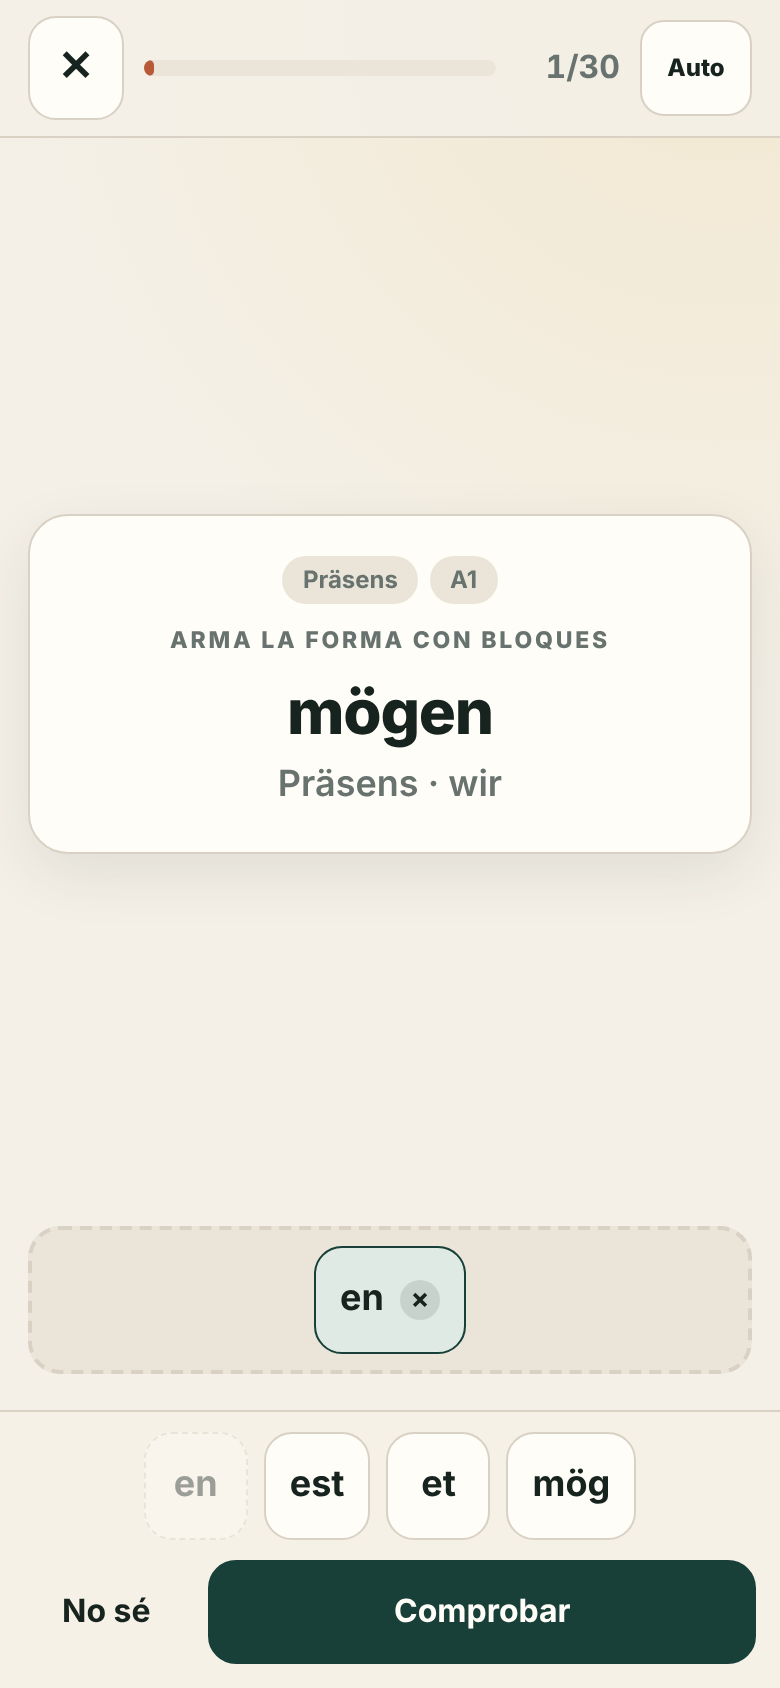 ✕ 1/30 Auto
Präsens A1
ARMA LA FORMA CON BLOQUES
mögen
Präsens · wir
en ×
en est et mög
No sé Comprobar